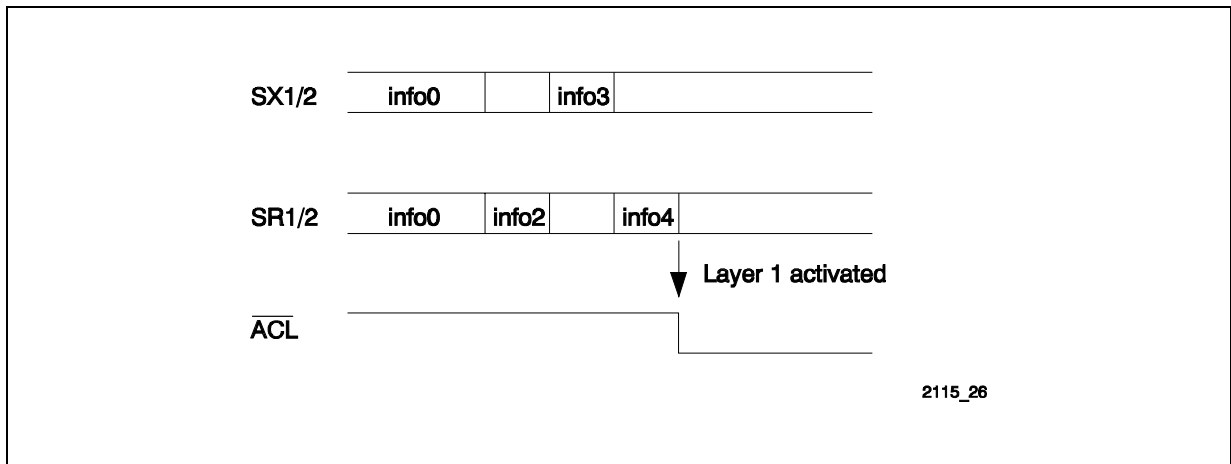 SX1/2 info0 info3
SR1/2 info0 info2 info4
Layer 1 activated
ACL
2115_26